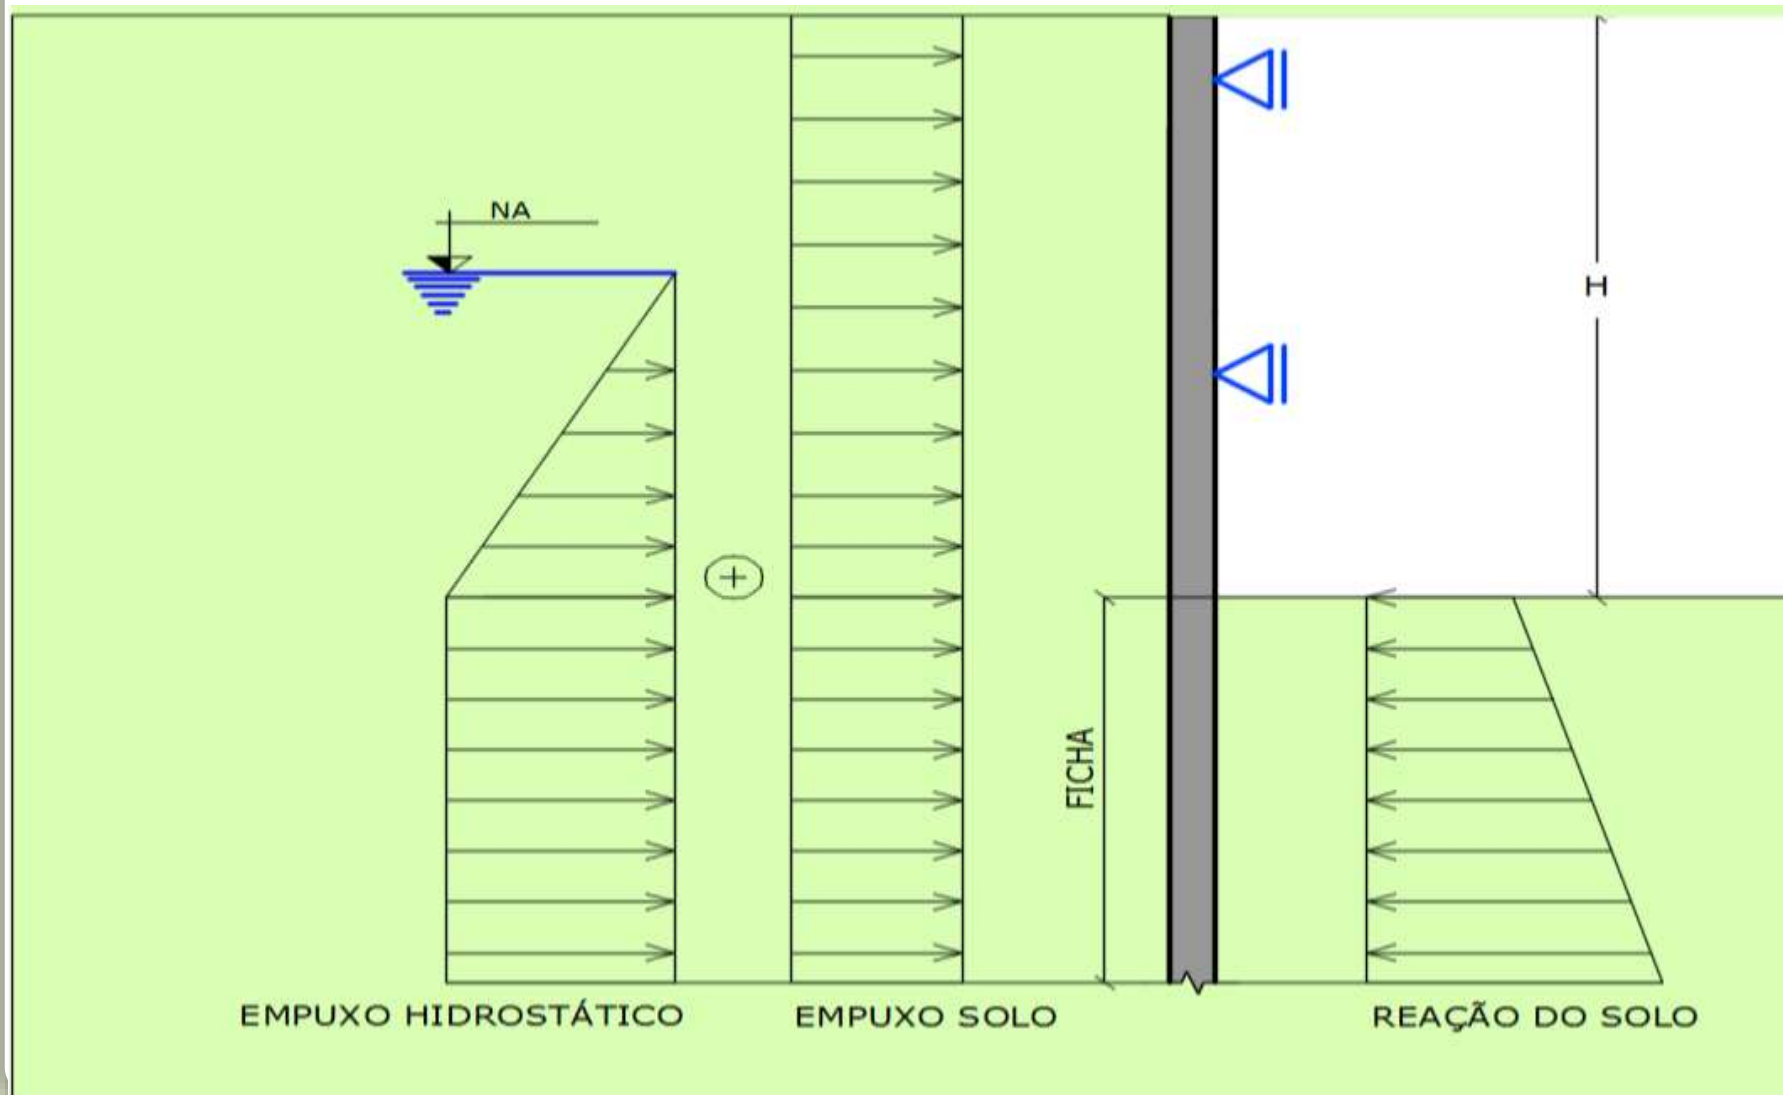 NA
H
FICHA
EMPUXO HIDROSTÁTICO
EMPUXO SOLO
REAÇÃO DO SOLO